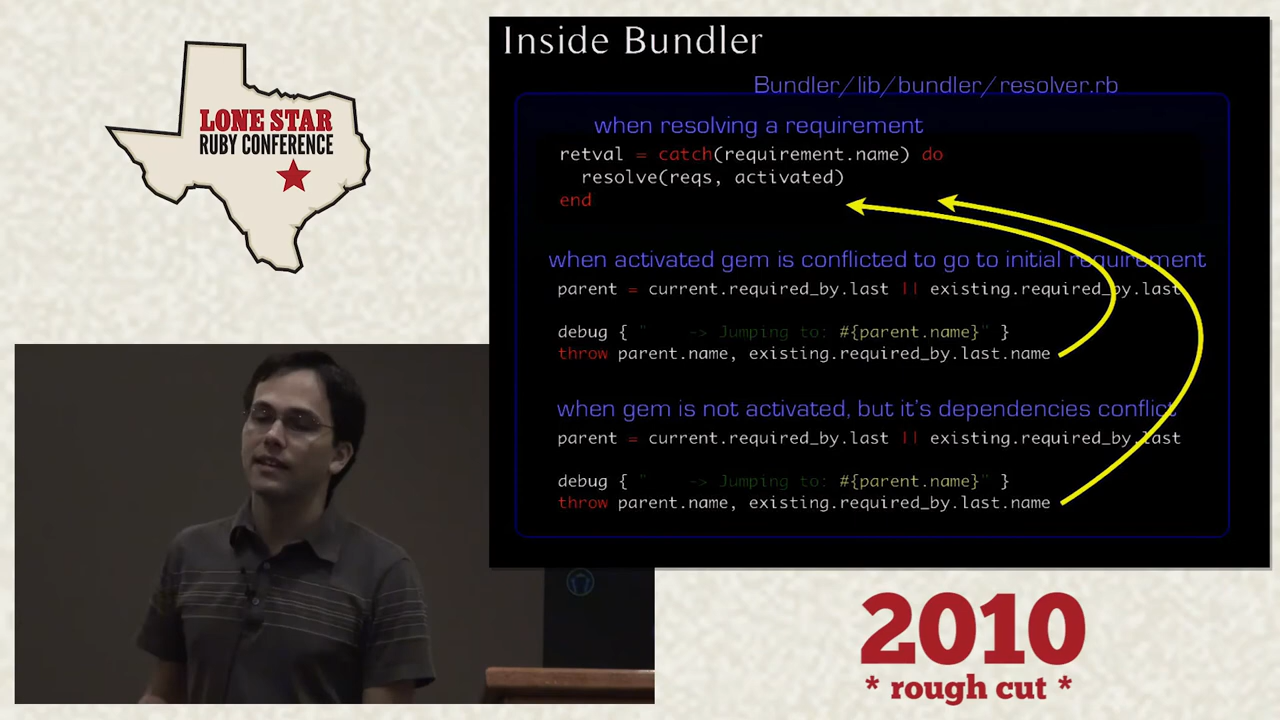 LONE STAR
RUBY CONFERENCE
Inside Bundler
Bundler/lib/bundler/resolver.rb
when resolving a requirement
retval = catch(requirement.name) do
resolve(reqs, activated)
end
when activated gem is conflicted to go to initial requirement
parent = current.required_by.last || existing.required_by.last
debug { " -> Jumping to: #{parent.name}" }
throw parent.name, existing.required_by.last.name
when gem is not activated, but it's dependencies conflict
parent = current.required_by.last || existing.required_by.last
debug { " -> Jumping to: #{parent.name}" }
throw parent.name, existing.required_by.last.name
2010
* rough cut *